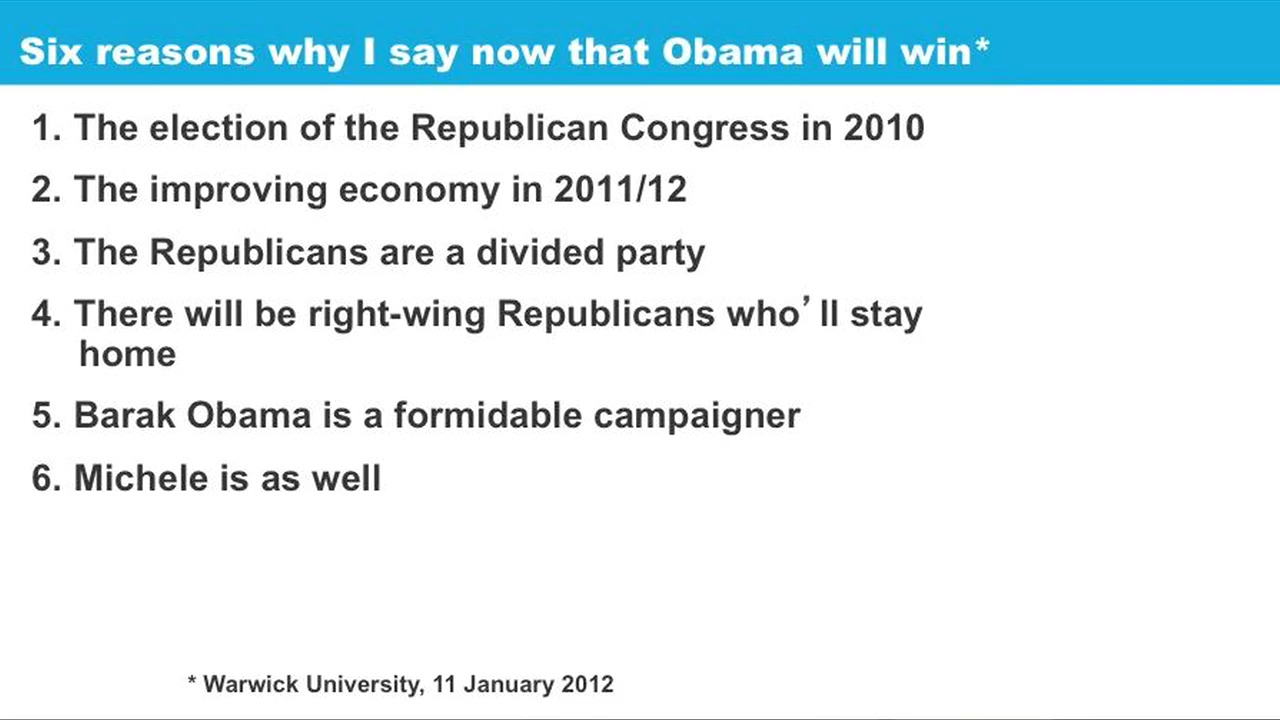 Six reasons why I say now that Obama will win*
1. The election of the Republican Congress in 2010
2. The improving economy in 2011/12
3. The Republicans are a divided party
4. There will be right-wing Republicans who’ll stay
home
5. Barak Obama is a formidable campaigner
6. Michele is as well
* Warwick University, 11 January 2012